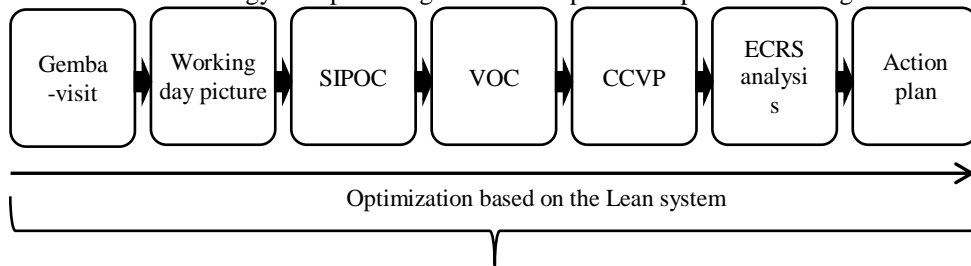 Gemba
-visit
Working
day picture
SIPOC
VOC
CCVP
ECRS
analysi
s
Action
plan
Optimization based on the Lean system